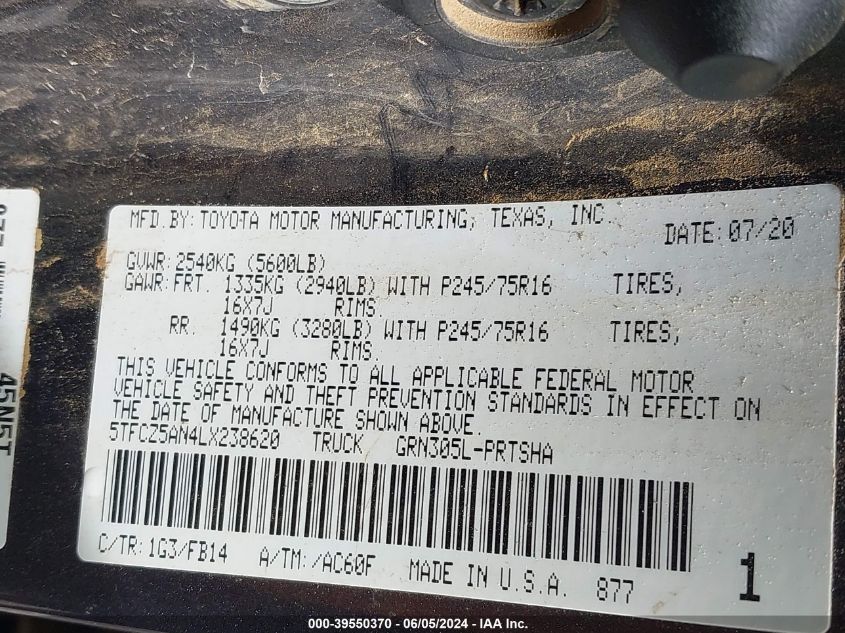 MFD. BY: TOYOTA MOTOR MANUFACTURING, TEXAS, INC.
DATE: 07/20
GVWR: 2540KG (5600LB)
GAWR: FRT. 1335KG (2940LB) WITH P245/75R16 TIRES,
16X7J RIMS.
RR. 1490KG (3280LB) WITH P245/75R16 TIRES,
16X7J RIMS.
THIS VEHICLE CONFORMS TO ALL APPLICABLE FEDERAL MOTOR
VEHICLE SAFETY AND THEFT PREVENTION STANDARDS IN EFFECT ON
THE DATE OF MANUFACTURE SHOWN ABOVE.
5TFCZ5AN4LX238620 TRUCK GRN305L-PRTSHA
C/TR: 1G3/FB14 A/TM: /AC60F MADE IN U.S.A. 877
1
45N5T
000-39550370 - 06/05/2024 - IAA Inc.